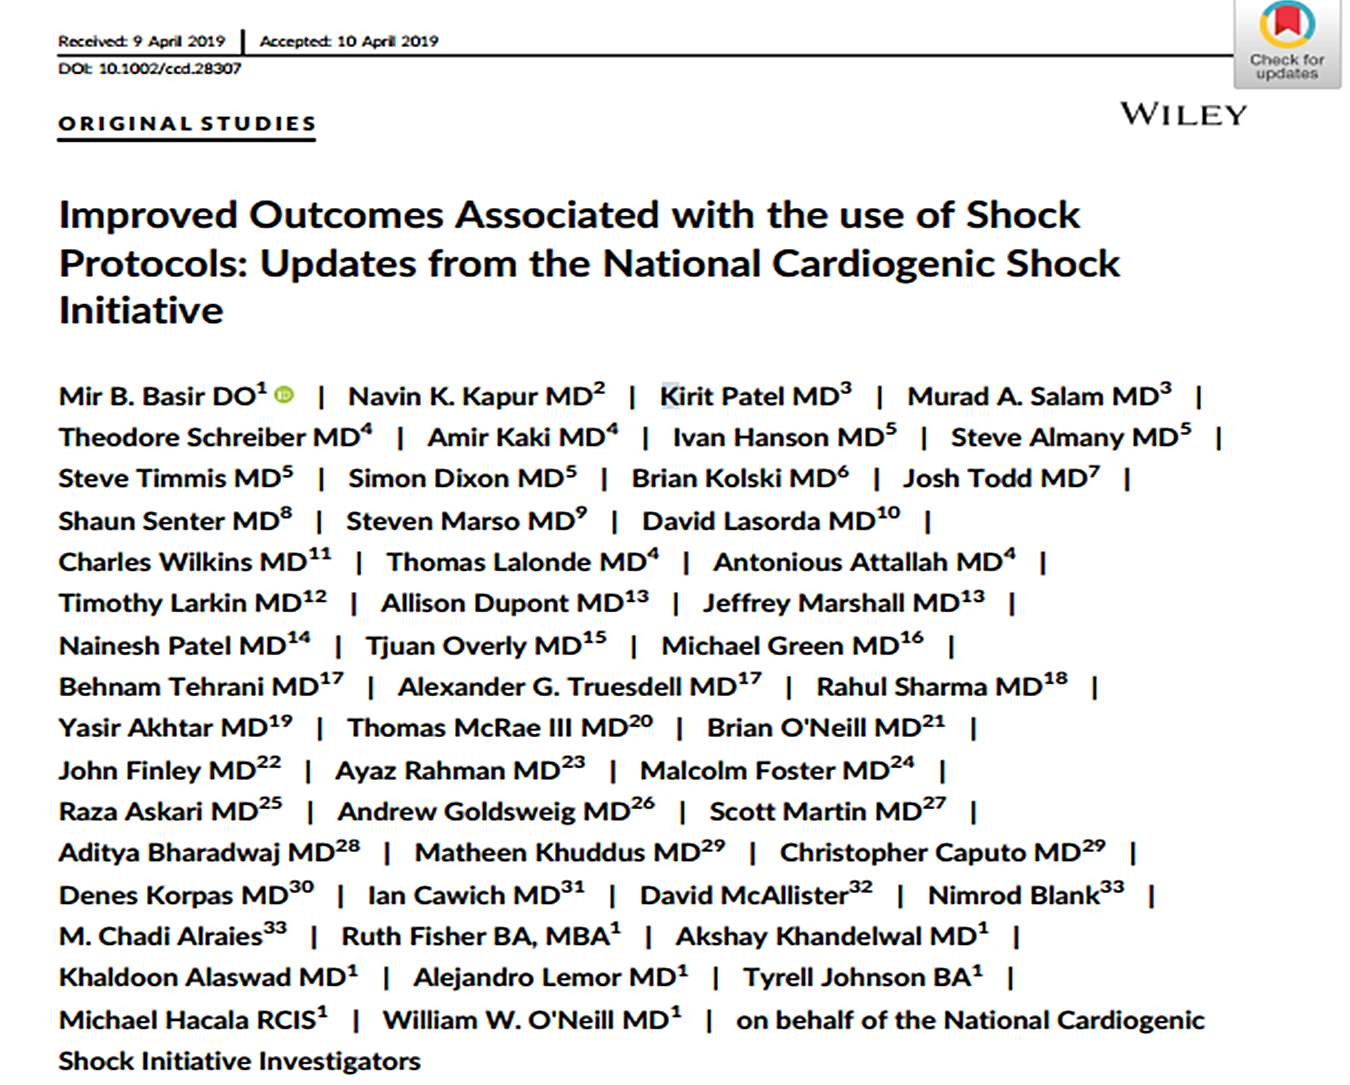 Received: 9 April 2019 | Accepted: 10 April 2019
Check for
updates
DOI: 10.1002/ccd.28307
ORIGINAL STUDIES
WILEY
Improved Outcomes Associated with the use of Shock
Protocols: Updates from the National Cardiogenic Shock
Initiative
Mir B. Basir DO¹ iD | Navin K. Kapur MD² | Kirit Patel MD³ | Murad A. Salam MD³ |
Theodore Schreiber MD⁴ | Amir Kaki MD⁴ | Ivan Hanson MD⁵ | Steve Almany MD⁵ |
Steve Timmis MD⁵ | Simon Dixon MD⁵ | Brian Kolski MD⁶ | Josh Todd MD⁷ |
Shaun Senter MD⁸ | Steven Marso MD⁹ | David Lasorda MD¹⁰ |
Charles Wilkins MD¹¹ | Thomas Lalonde MD⁴ | Antonious Attallah MD⁴ |
Timothy Larkin MD¹² | Allison Dupont MD¹³ | Jeffrey Marshall MD¹³ |
Nainesh Patel MD¹⁴ | Tjuan Overly MD¹⁵ | Michael Green MD¹⁶ |
Behnam Tehrani MD¹⁷ | Alexander G. Truesdell MD¹⁷ | Rahul Sharma MD¹⁸ |
Yasir Akhtar MD¹⁹ | Thomas McRae III MD²⁰ | Brian O'Neill MD²¹ |
John Finley MD²² | Ayaz Rahman MD²³ | Malcolm Foster MD²⁴ |
Raza Askari MD²⁵ | Andrew Goldsweig MD²⁶ | Scott Martin MD²⁷ |
Aditya Bharadwaj MD²⁸ | Matheen Khuddus MD²⁹ | Christopher Caputo MD²⁹ |
Denes Korpas MD³⁰ | Ian Cawich MD³¹ | David McAllister³² | Nimrod Blank³³ |
M. Chadi Alraies³³ | Ruth Fisher BA, MBA¹ | Akshay Khandelwal MD¹ |
Khaldoon Alaswad MD¹ | Alejandro Lemor MD¹ | Tyrell Johnson BA¹ |
Michael Hacala RCIS¹ | William W. O'Neill MD¹ | on behalf of the National Cardiogenic
Shock Initiative Investigators